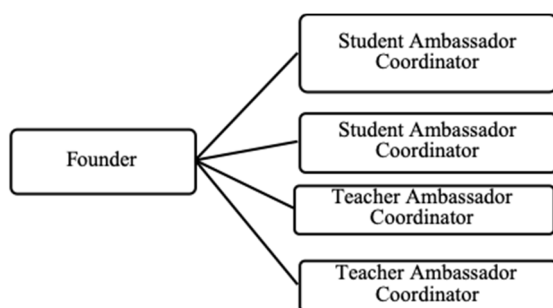 Student Ambassador
Coordinator
Founder
Student Ambassador
Coordinator
Teacher Ambassador
Coordinator
Teacher Ambassador
Coordinator